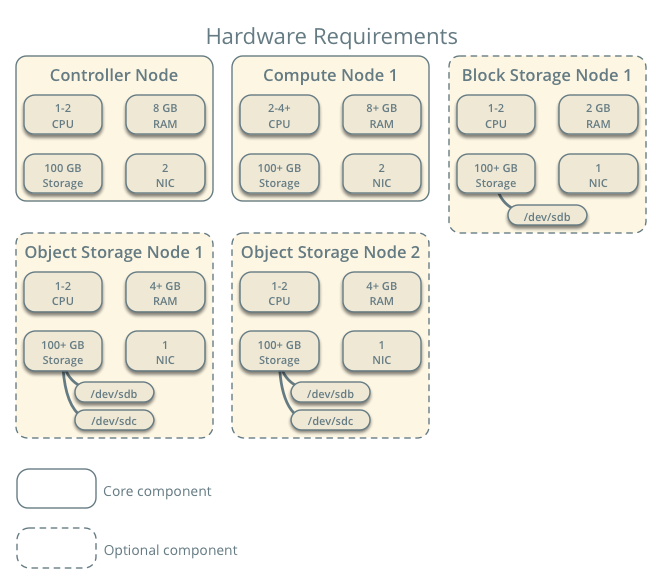 Hardware Requirements
Controller Node
1-2
CPU
8 GB
RAM
100 GB
Storage
2
NIC
Compute Node 1
2-4+
CPU
8+ GB
RAM
100+ GB
Storage
2
NIC
Block Storage Node 1
1-2
CPU
2 GB
RAM
100+ GB
Storage
1
NIC
/dev/sdb
Object Storage Node 1
1-2
CPU
4+ GB
RAM
100+ GB
Storage
1
NIC
/dev/sdb
/dev/sdc
Object Storage Node 2
1-2
CPU
4+ GB
RAM
100+ GB
Storage
1
NIC
/dev/sdb
/dev/sdc
Core component
Optional component